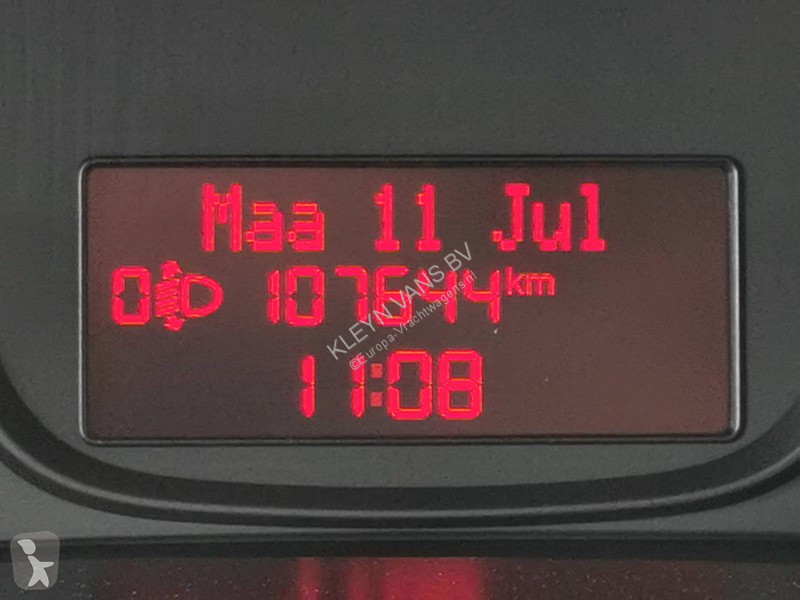 Maa 11 Jul
0 107644 km
11:08
KLEYN VANS BV
©Europa-Vrachtwagens.nl